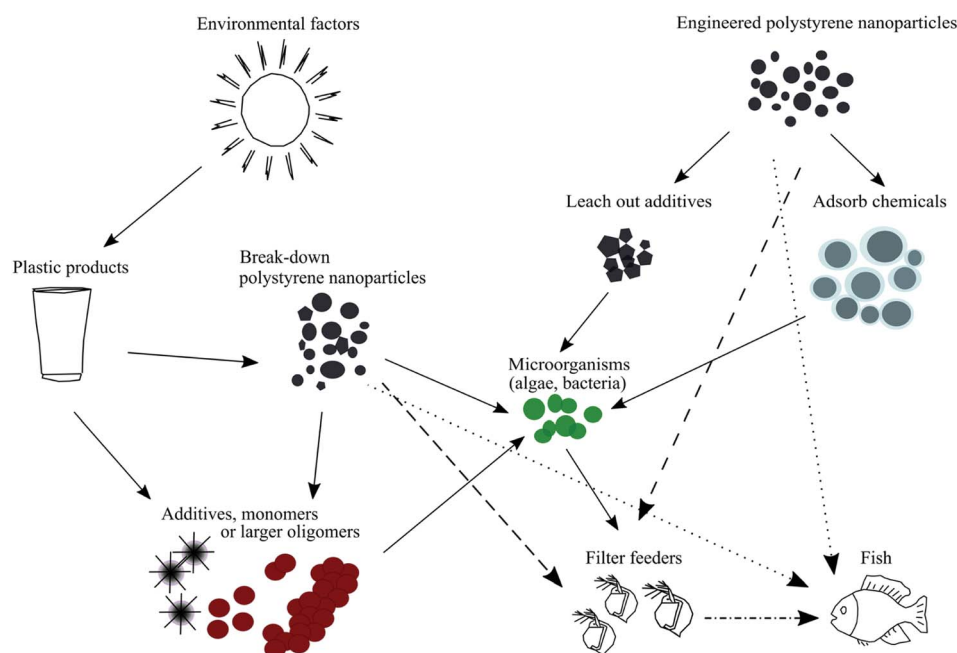 Environmental factors
Engineered polystyrene nanoparticles
Leach out additives
Adsorb chemicals
Plastic products
Break-down
polystyrene nanoparticles
Microorganisms
(algae, bacteria)
Additives, monomers
or larger oligomers
Filter feeders
Fish